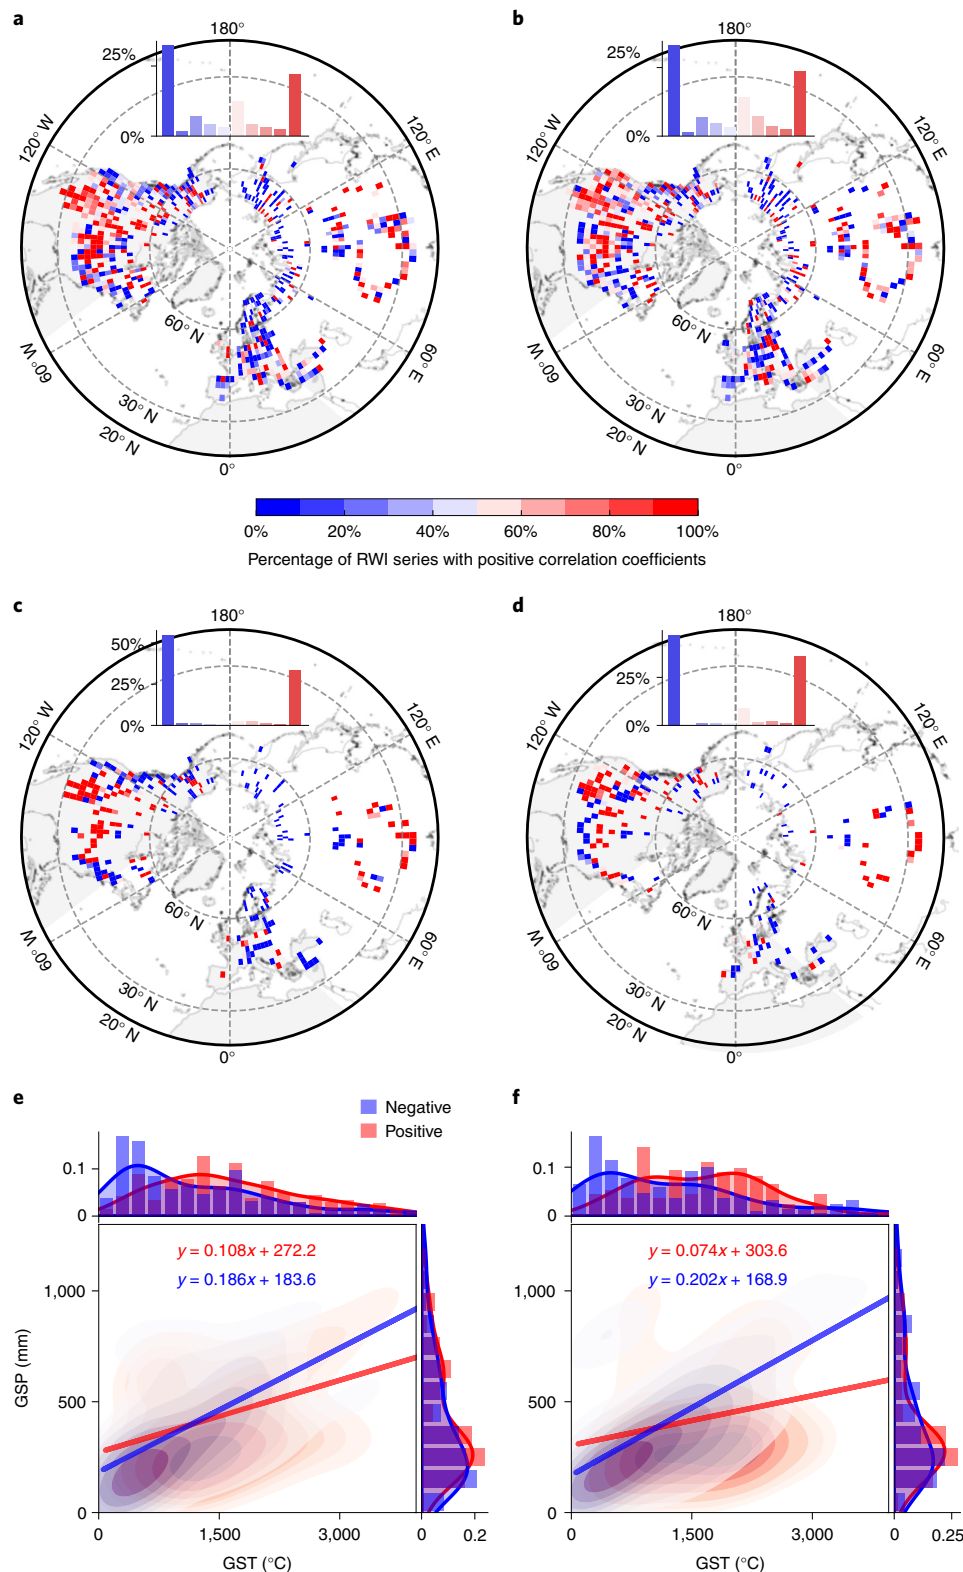 a
b
180°
180°
25%
25%
0%
0%
120° W
120° E
120° W
120° E
60° N
60° N
60° W
60° E
60° W
60° E
30° N
30° N
20° N
20° N
0°
0°
0% 20% 40% 60% 80% 100%
Percentage of RWI series with positive correlation coefficients
c
d
180°
180°
50%
25%
25%
0%
0%
120° W
120° E
120° W
120° E
60° N
60° N
60° W
60° E
60° W
60° E
30° N
30° N
20° N
20° N
0°
0°
e
f
Negative
Positive
0.1
0
0.1
0
y = 0.108x + 272.2
y = 0.186x + 183.6
y = 0.074x + 303.6
y = 0.202x + 168.9
1,000
500
0
GSP (mm)
1,000
500
0
0 1,500 3,000 0 0.2
0 1,500 3,000 0 0.25
GST (°C)
GST (°C)